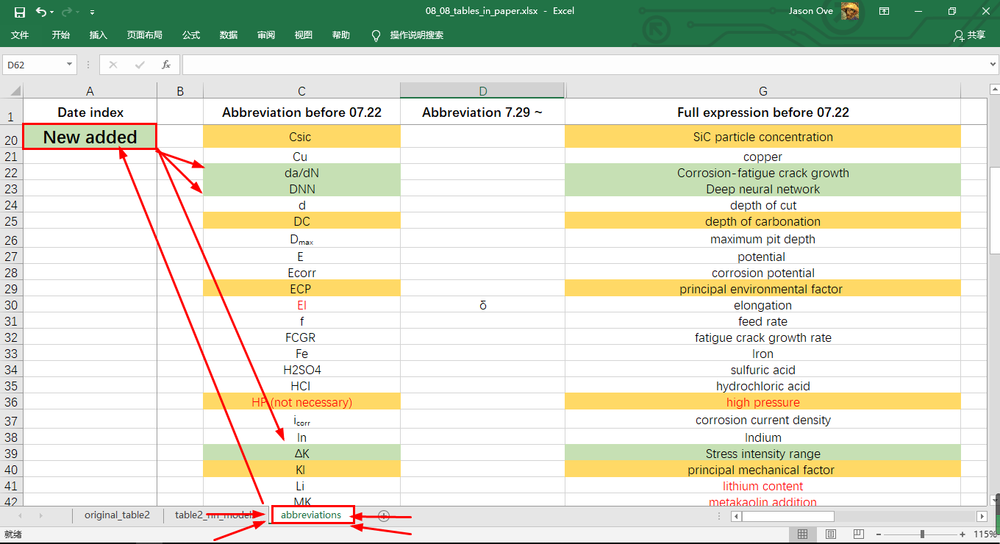 08_08_tables_in_paper.xlsx - Excel
Jason Ove
文件 开始 插入 页面布局 公式 数据 审阅 视图 帮助 操作说明搜索 共享
D62 fx
A B C D G
1 Date index Abbreviation before 07.22 Abbreviation 7.29 ~ Full expression before 07.22
20 New added Csic SiC particle concentration
21 Cu copper
22 da/dN Corrosion-fatigue crack growth
23 DNN Deep neural network
24 d depth of cut
25 DC depth of carbonation
26 Dmax maximum pit depth
27 E potential
28 Ecorr corrosion potential
29 ECP principal environmental factor
30 El δ elongation
31 f feed rate
32 FCGR fatigue crack growth rate
33 Fe Iron
34 H2SO4 sulfuric acid
35 HCl hydrochloric acid
36 HP (not necessary) high pressure
37 icorr corrosion current density
38 In Indium
39 ΔK Stress intensity range
40 KI principal mechanical factor
41 Li lithium content
42 MK metakaolin addition
original_table2 table2_nn_model abbreviations
就绪 115%